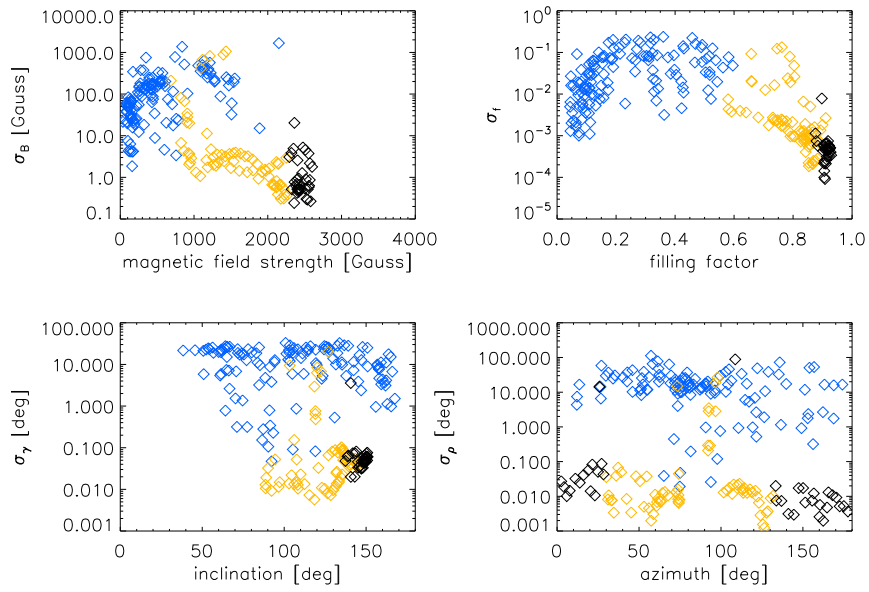 10000.0
1000.0
100.0
10.0
1.0
0.1
σB [Gauss]
0 1000 2000 3000 4000
magnetic field strength [Gauss]
10^0
10^-1
10^-2
10^-3
10^-4
10^-5
σf
0.0 0.2 0.4 0.6 0.8 1.0
filling factor
100.000
10.000
1.000
0.100
0.010
0.001
σγ [deg]
0 50 100 150
inclination [deg]
1000.000
100.000
10.000
1.000
0.100
0.010
0.001
σρ [deg]
0 50 100 150
azimuth [deg]